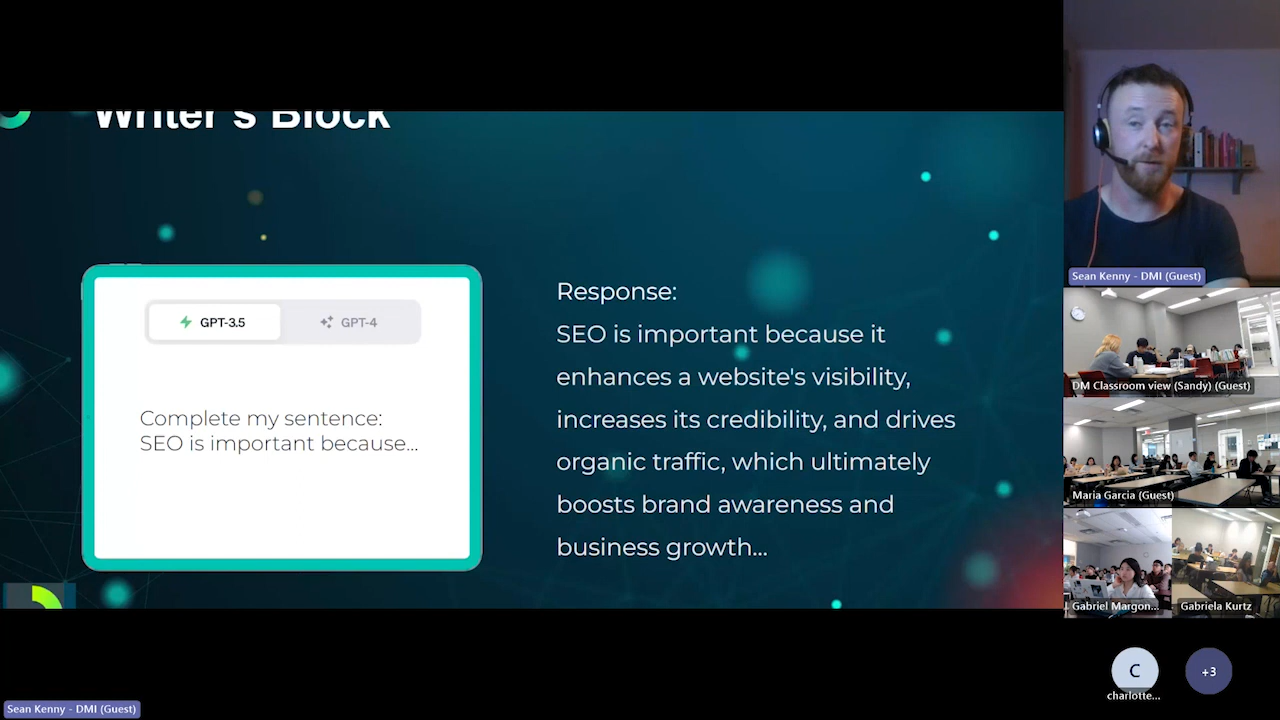 Writer's Block
GPT-3.5
GPT-4
Complete my sentence:
SEO is important because...
Response:
SEO is important because it
enhances a website's visibility,
increases its credibility, and drives
organic traffic, which ultimately
boosts brand awareness and
business growth...
Sean Kenny - DMI (Guest)
DM Classroom view (Sandy) (Guest)
Maria Garcia (Guest)
Gabriel Margon...
Gabriela Kurtz
C
charlotte...
+3
Sean Kenny - DMI (Guest)